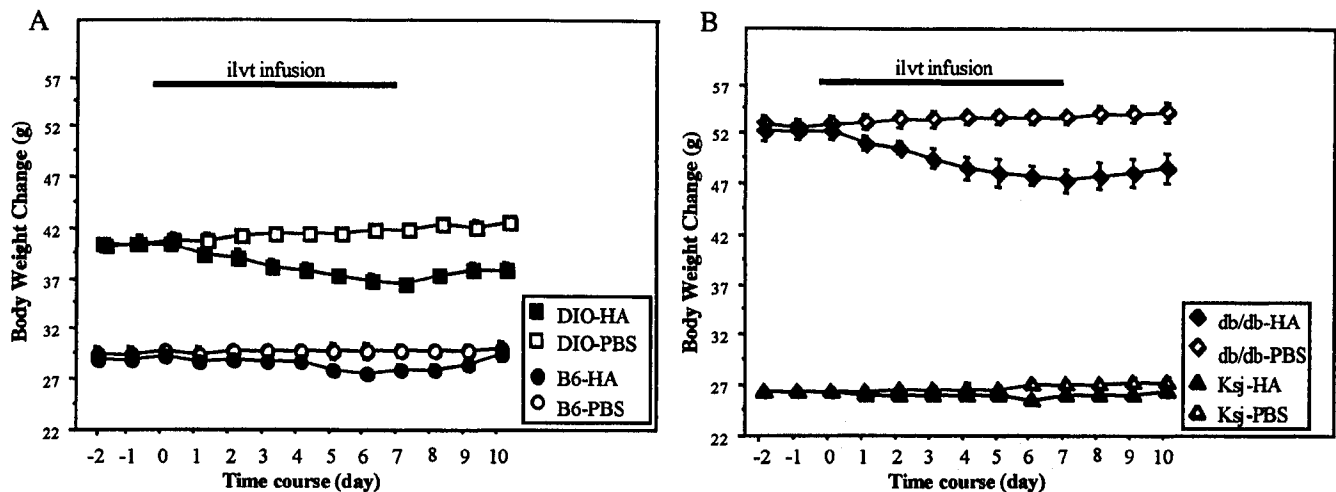 A
ilvt infusion
Body Weight Change (g)
57
52
47
42
37
32
27
22
DIO-HA
DIO-PBS
B6-HA
B6-PBS
-2 -1 0 1 2 3 4 5 6 7 8 9 10
Time course (day)
B
ilvt infusion
Body Weight Change (g)
57
52
47
42
37
32
27
22
db/db-HA
db/db-PBS
Ksj-HA
Ksj-PBS
-2 -1 0 1 2 3 4 5 6 7 8 9 10
Time course (day)